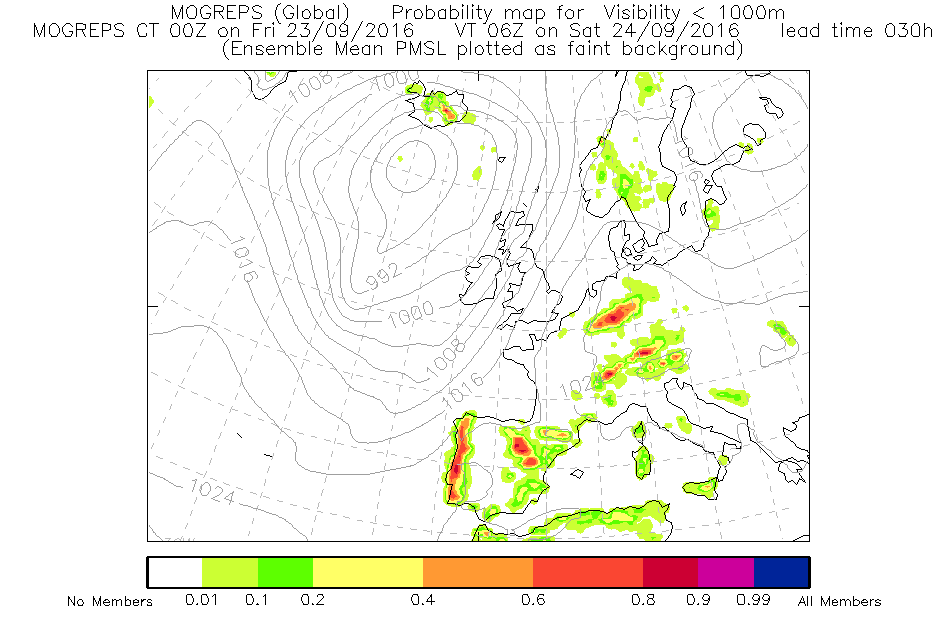 MOGREPS (Global)    Probability map for  Visibility < 1000m
MOGREPS CT 00Z on Fri 23/09/2016    VT 06Z on Sat 24/09/2016    lead time 030h
(Ensemble Mean PMSL plotted as faint background)
1008
1000
1016
1016
992
1000
1008
1016
1024
No Members 0.01 0.1 0.2 0.4 0.6 0.8 0.9 0.99 All Members